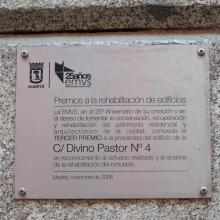 madrid
25años
emvs
Premios a la rehabilitación de edificios
La EMVS, en el 25º Aniversario de su creación y en
el deseo de fomentar la conservación, recuperación
y rehabilitación del patrimonio residencial y
arquitectónico de la ciudad, concede el
TERCER PREMIO a la propiedad del edificio de la
C/ Divino Pastor Nº 4
en reconocimiento al esfuerzo realizado y al alcance
de la rehabilitación del inmueble.
Madrid, noviembre de 2006